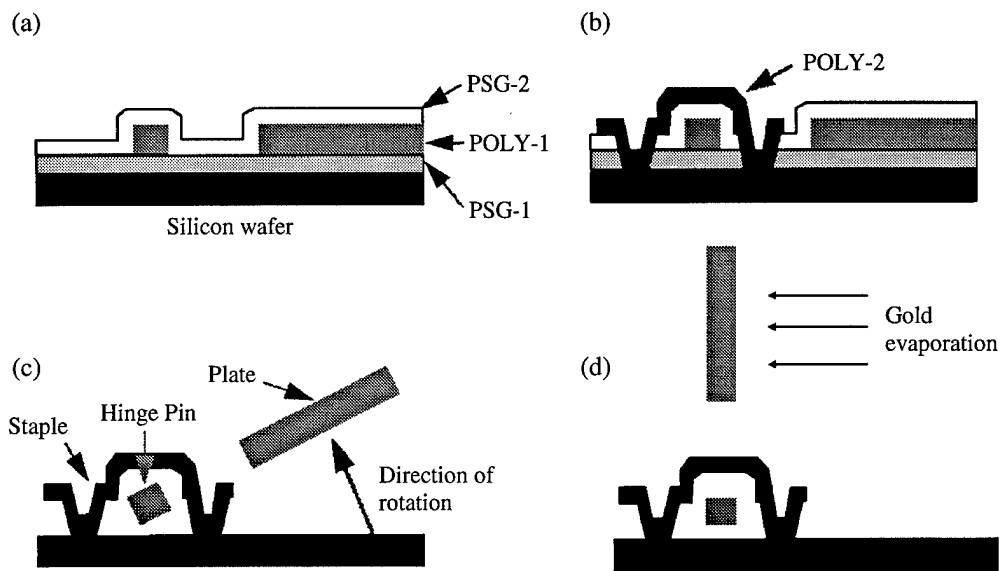 (a)
PSG-2
POLY-1
PSG-1
Silicon wafer
(b)
POLY-2
(c)
Plate
Hinge Pin
Staple
Direction of
rotation
(d)
Gold
evaporation